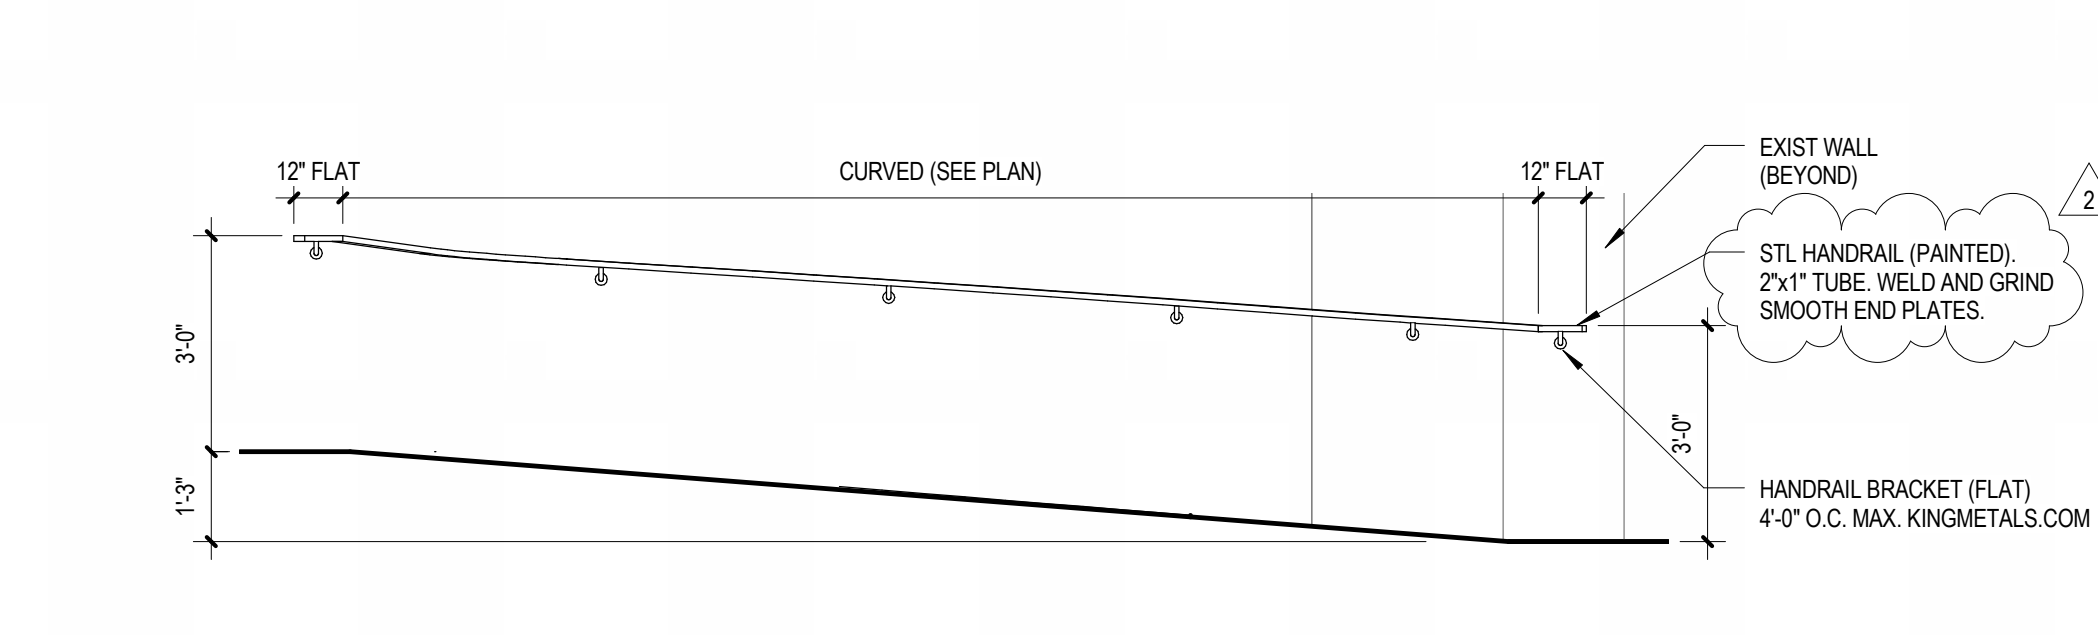 12" FLAT
CURVED (SEE PLAN)
12" FLAT
EXIST WALL
(BEYOND)
2
STL HANDRAIL (PAINTED).
2"x1" TUBE. WELD AND GRIND
SMOOTH END PLATES.
3'-0"
3'-0"
1'-3"
HANDRAIL BRACKET (FLAT)
4'-0" O.C. MAX. KINGMETALS.COM